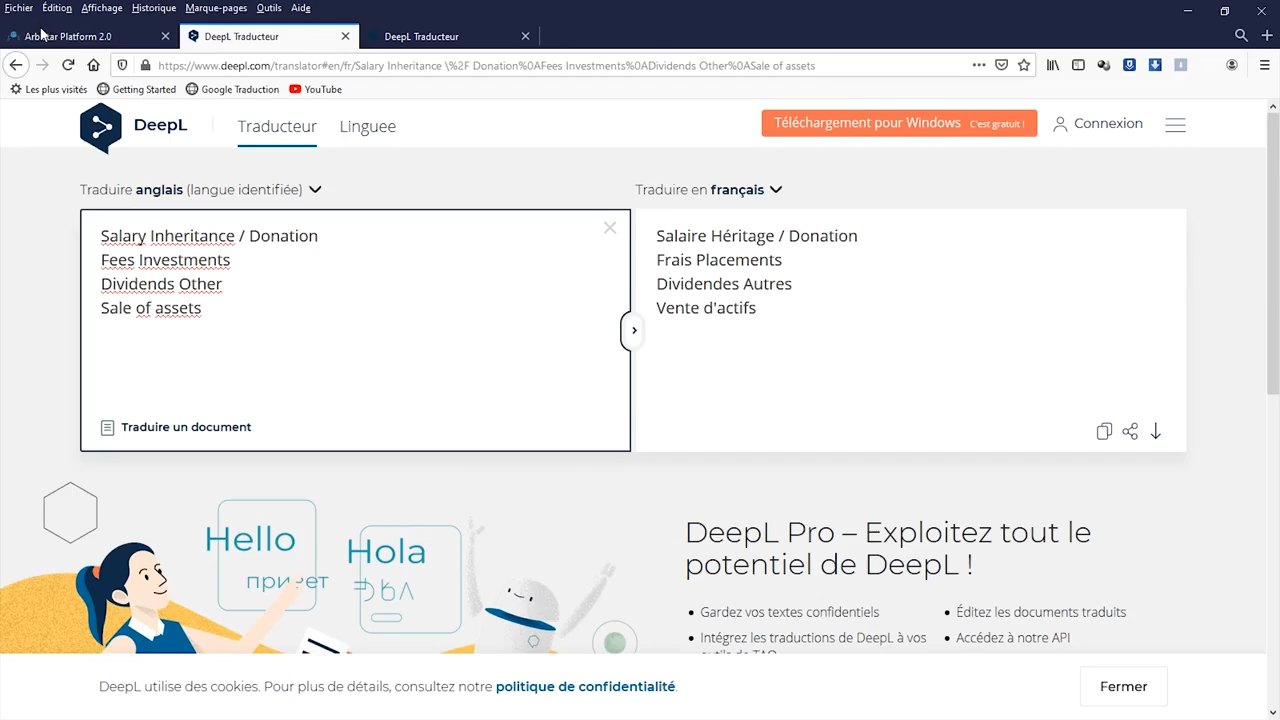 Fichier Édition Affichage Historique Marque-pages Outils Aide
Arbistar Platform 2.0
DeepL Traducteur
DeepL Traducteur
https://www.deepl.com/translator#en/fr/Salary Inheritance \%2F Donation%0AFees Investments%0ADividends Other%0ASale of assets
Les plus visités Getting Started Google Traduction YouTube
DeepL Traducteur Linguee Téléchargement pour Windows C'est gratuit ! Connexion
Traduire anglais (langue identifiée)
Traduire en français
Salary Inheritance / Donation
Fees Investments
Dividends Other
Sale of assets
Traduire un document
Salaire Héritage / Donation
Frais Placements
Dividendes Autres
Vente d'actifs
Hello
Hola
привет
DeepL Pro – Exploitez tout le
potentiel de DeepL !
Gardez vos textes confidentiels
Intégrez les traductions de DeepL à vos
Éditez les documents traduits
Accédez à notre API
DeepL utilise des cookies. Pour plus de détails, consultez notre politique de confidentialité.
Fermer